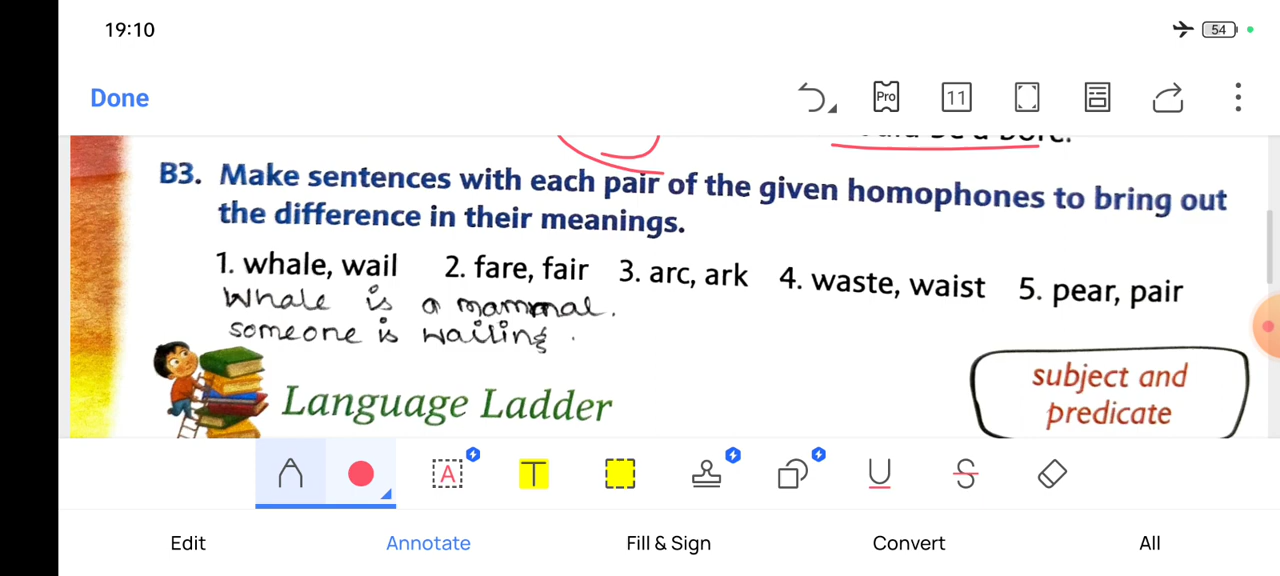 19:10
54
Done
Pro
11
B3. Make sentences with each pair of the given homophones to bring out
the difference in their meanings.
1. whale, wail 2. fare, fair 3. arc, ark 4. waste, waist 5. pear, pair
Whale is a mammal.
someone is wailing.
Language Ladder
subject and
predicate
A
T
U
S
Edit
Annotate
Fill & Sign
Convert
All